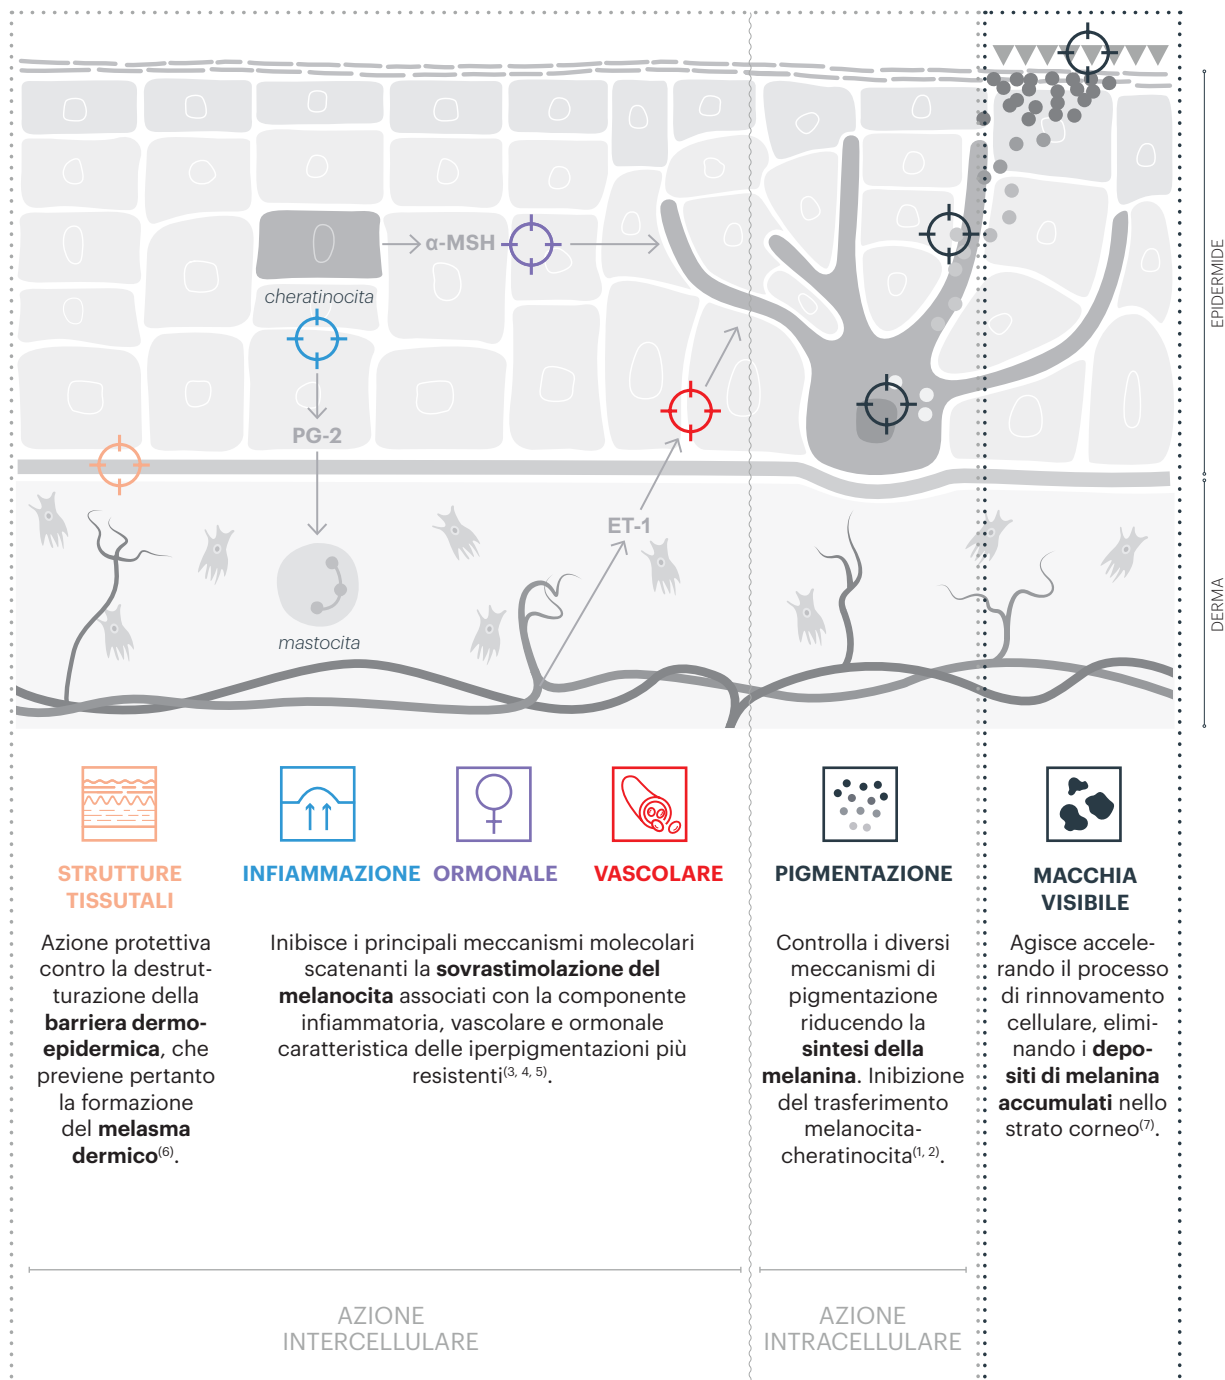 α-MSH
cheratinocita
PG-2
ET-1
mastocita
EPIDERMIDE
DERMA
STRUTTURE
TISSUTALI
Azione protettiva
contro la destrut-
turazione della
barriera dermo-
epidermica, che
previene pertanto
la formazione
del melasma
dermico(6).
INFIAMMAZIONE
ORMONALE
VASCOLARE
Inibisce i principali meccanismi molecolari
scatenanti la sovrastimolazione del
melanocita associati con la componente
infiammatoria, vascolare e ormonale
caratteristica delle iperpigmentazioni più
resistenti(3, 4, 5).
PIGMENTAZIONE
Controlla i diversi
meccanismi di
pigmentazione
riducendo la
sintesi della
melanina. Inibizione
del trasferimento
melanocita-
cheratinocita(1, 2).
MACCHIA
VISIBILE
Agisce accele-
rando il processo
di rinnovamento
cellulare, elimi-
nando i depo-
siti di melanina
accumulati nello
strato corneo(7).
AZIONE
INTERCELLULARE
AZIONE
INTRACELLULARE